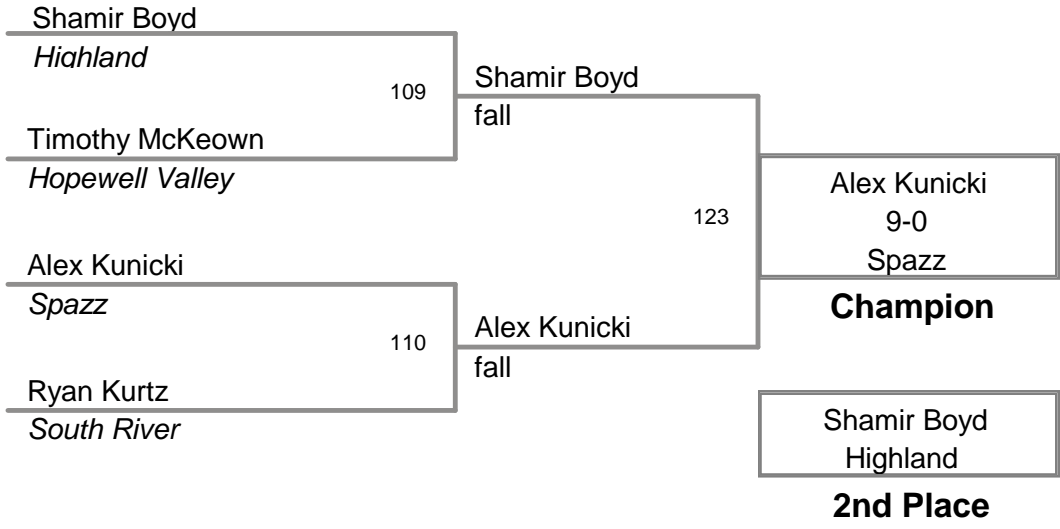 Shamir Boyd
Highland
109
Shamir Boyd
fall
Timothy McKeown
Hopewell Valley
123
Alex Kunicki
9-0
Spazz
Champion
Alex Kunicki
Spazz
110
Alex Kunicki
fall
Ryan Kurtz
South River
Shamir Boyd
Highland
2nd Place